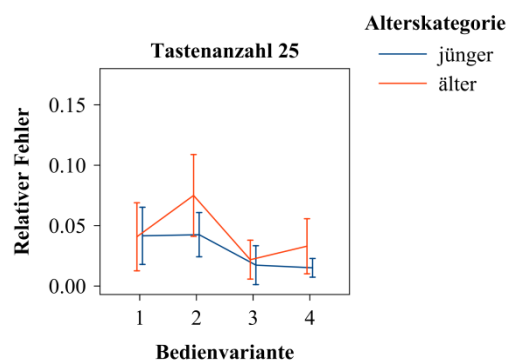 Alterskategorie
jünger
älter
Tastenanzahl 25
Relativer Fehler
0.15
0.10
0.05
0.00
1 2 3 4
Bedienvariante